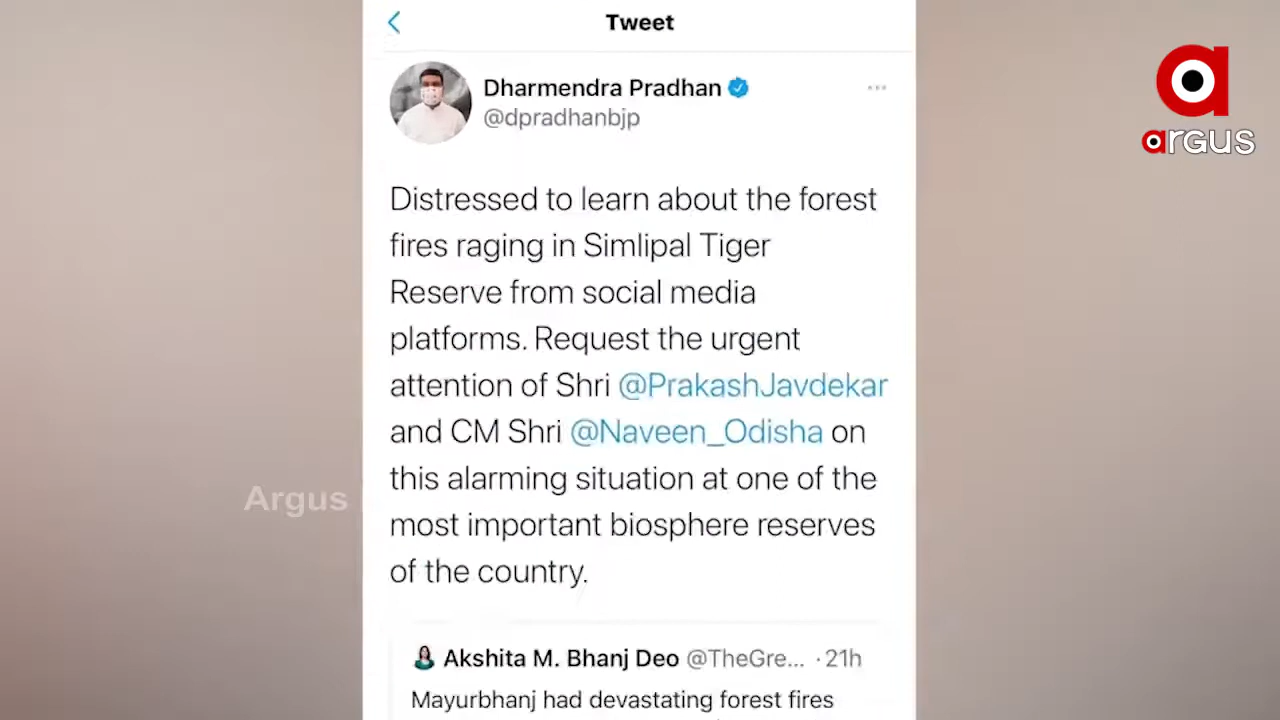 Tweet
Dharmendra Pradhan
@dpradhanbjp
Distressed to learn about the forest
fires raging in Simlipal Tiger
Reserve from social media
platforms. Request the urgent
attention of Shri @PrakashJavdekar
and CM Shri @Naveen_Odisha on
this alarming situation at one of the
most important biosphere reserves
of the country.
Akshita M. Bhanj Deo @TheGre... · 21h
Mayurbhanj had devastating forest fires
argus
Argus